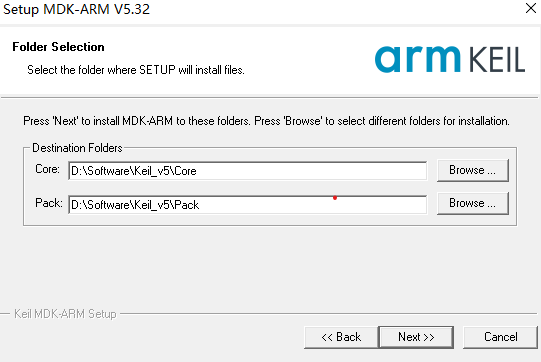 Setup MDK-ARM V5.32
Folder Selection
Select the folder where SETUP will install files.
arm KEIL
Press 'Next' to install MDK-ARM to these folders. Press 'Browse' to select different folders for installation.
Destination Folders
Core: D:\Software\Keil_v5\Core Browse ...
Pack: D:\Software\Keil_v5\Pack Browse ...
Keil MDK-ARM Setup
<< Back Next >> Cancel